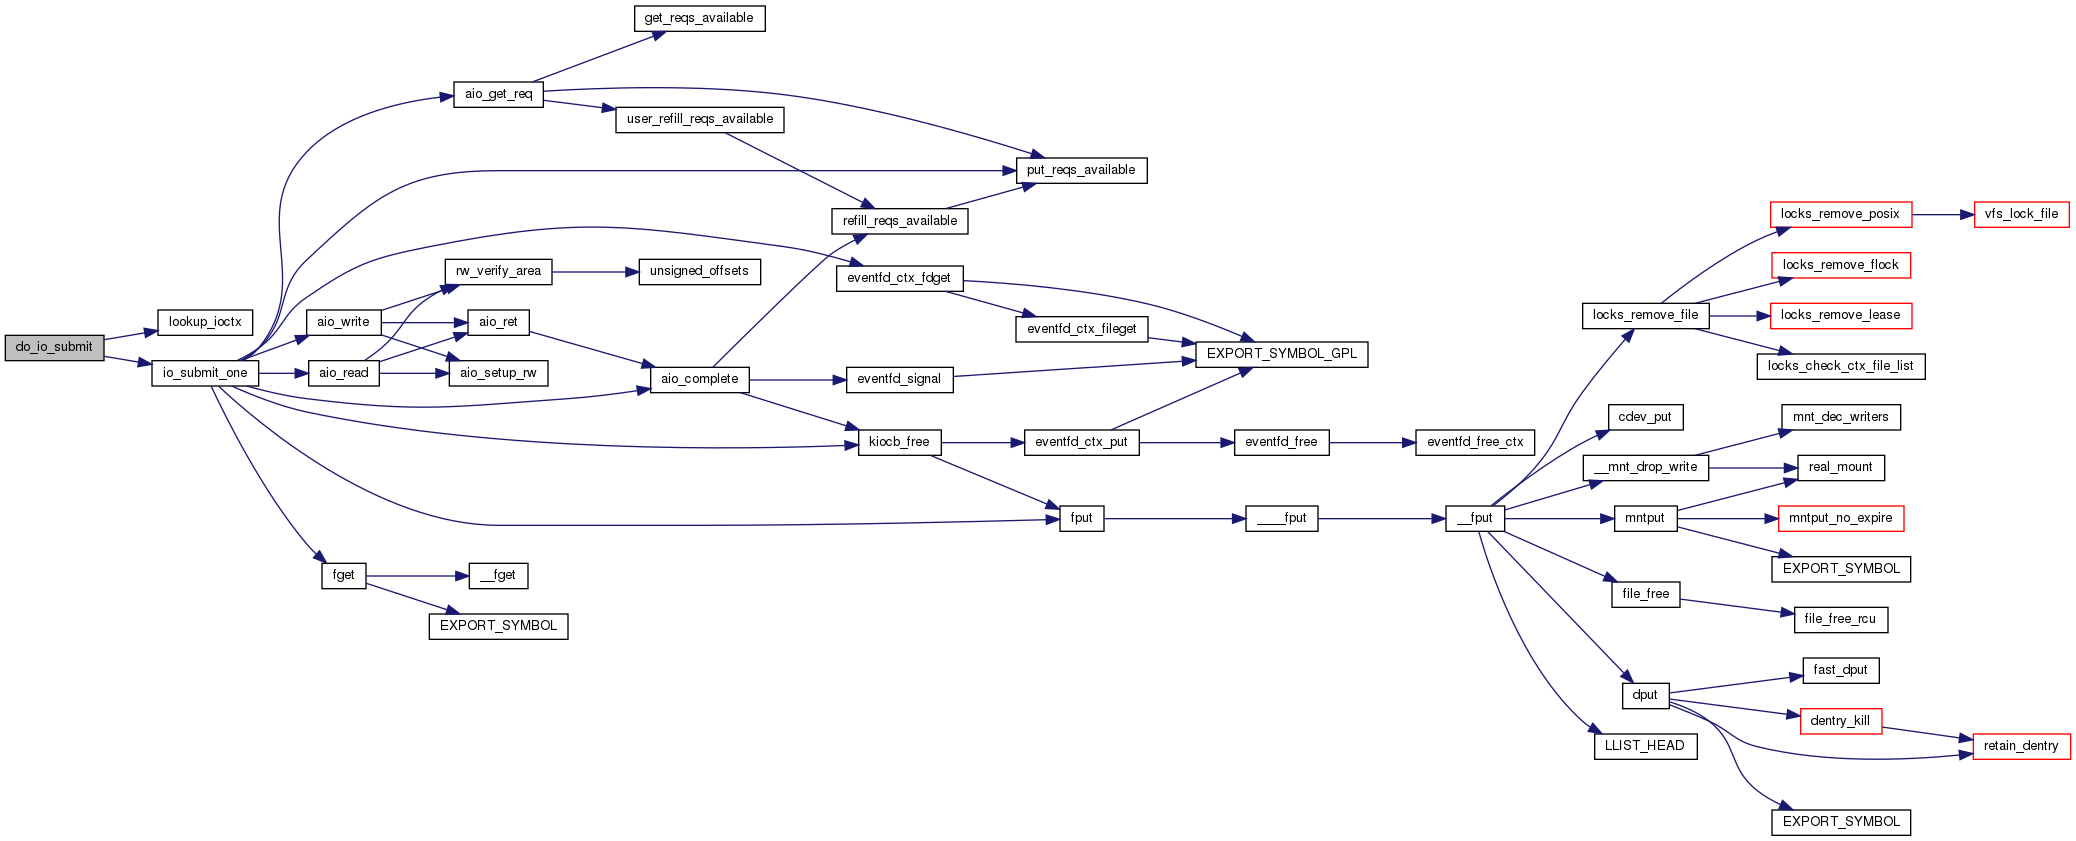 do_io_submit
lookup_ioctx
io_submit_one
aio_get_req
get_reqs_available
user_refill_reqs_available
put_reqs_available
refill_reqs_available
eventfd_ctx_fdget
eventfd_ctx_fileget
EXPORT_SYMBOL_GPL
rw_verify_area
unsigned_offsets
aio_write
aio_ret
aio_read
aio_setup_rw
aio_complete
eventfd_signal
kiocb_free
eventfd_ctx_put
eventfd_free
eventfd_free_ctx
fput
____fput
__fput
fget
__fget
EXPORT_SYMBOL
locks_remove_file
locks_remove_posix
vfs_lock_file
locks_remove_flock
locks_remove_lease
locks_check_ctx_file_list
cdev_put
__mnt_drop_write
mnt_dec_writers
real_mount
mntput
mntput_no_expire
EXPORT_SYMBOL
file_free
file_free_rcu
dput
fast_dput
dentry_kill
retain_dentry
LLIST_HEAD
EXPORT_SYMBOL